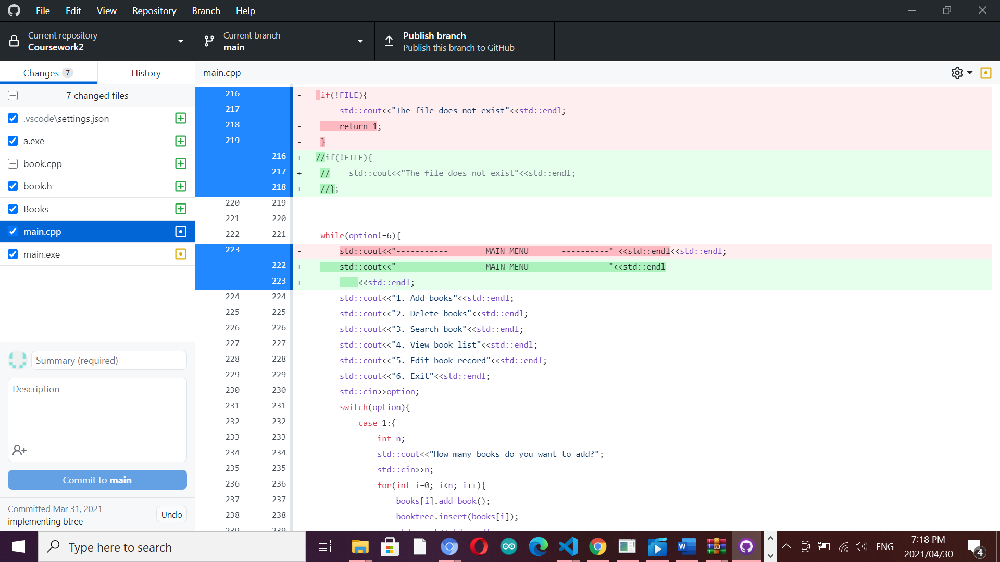 File Edit View Repository Branch Help
Current repository
Coursework2
Current branch
main
Publish branch
Publish this branch to GitHub
Changes 7
History
main.cpp
7 changed files
.vscode\settings.json
a.exe
book.cpp
book.h
Books
main.cpp
main.exe
Summary (required)
Description
Commit to main
Committed Mar 31, 2021
implementing btree
Undo
216 - if(!FILE){
217 - std::cout<<"The file does not exist"<<std::endl;
218 - return 1;
219 - }
216 + //if(!FILE){
217 + // std::cout<<"The file does not exist"<<std::endl;
218 + //};
220 219
221 220
222 221 while(option!=6){
223 - std::cout<<"----------- MAIN MENU ----------" <<std::endl<<std::endl;
222 + std::cout<<"----------- MAIN MENU ----------"<<std::endl
223 + <<std::endl;
224 224 std::cout<<"1. Add books"<<std::endl;
225 225 std::cout<<"2. Delete books"<<std::endl;
226 226 std::cout<<"3. Search book"<<std::endl;
227 227 std::cout<<"4. View book list"<<std::endl;
228 228 std::cout<<"5. Edit book record"<<std::endl;
229 229 std::cout<<"6. Exit"<<std::endl;
230 230 std::cin>>option;
231 231 switch(option){
232 232 case 1:{
233 233 int n;
234 234 std::cout<<"How many books do you want to add?";
235 235 std::cin>>n;
236 236 for(int i=0; i<n; i++){
237 237 books[i].add_book();
238 238 booktree.insert(books[i]);
239 239
Type here to search
ENG
7:18 PM
2021/04/30
4